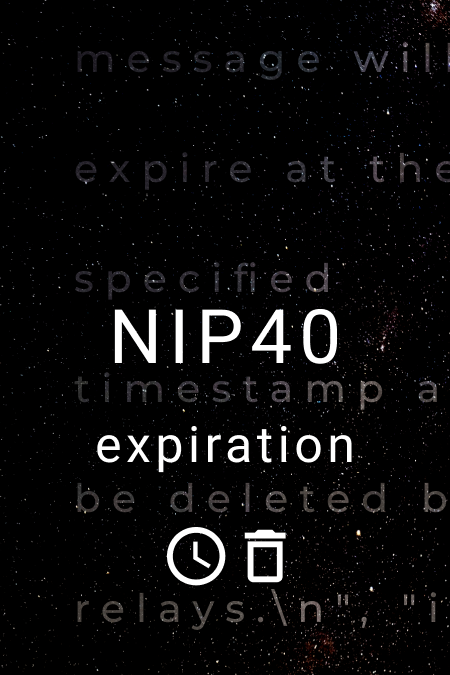 message will
expire at the
specified
NIP40
timestamp a
expiration
be deleted b
relays.\n", "i